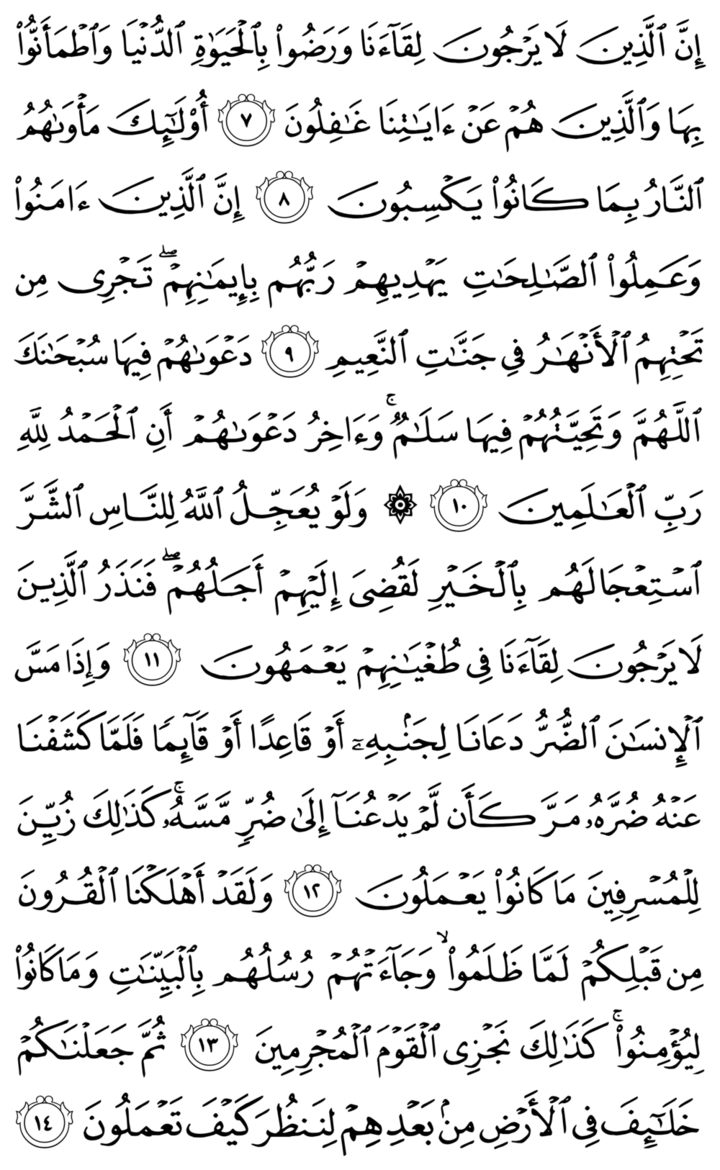 إِنَّ ٱلَّذِينَ لَا يَرۡجُونَ لِقَآءَنَا وَرَضُواْ بِٱلۡحَيَوٰةِ ٱلدُّنۡيَا وَٱطۡمَأَنُّواْ
بِهَا وَٱلَّذِينَ هُمۡ عَنۡ ءَايَٰتِنَا غَٰفِلُونَ ٧ أُوْلَٰٓئِكَ مَأۡوَىٰهُمُ
ٱلنَّارُ بِمَا كَانُواْ يَكۡسِبُونَ ٨ إِنَّ ٱلَّذِينَ ءَامَنُواْ
وَعَمِلُواْ ٱلصَّٰلِحَٰتِ يَهۡدِيهِمۡ رَبُّهُم بِإِيمَٰنِهِمۡۖ تَجۡرِي مِن
تَحۡتِهِمُ ٱلۡأَنۡهَٰرُ فِي جَنَّٰتِ ٱلنَّعِيمِ ٩ دَعۡوَىٰهُمۡ فِيهَا سُبۡحَٰنَكَ
ٱللَّهُمَّ وَتَحِيَّتُهُمۡ فِيهَا سَلَٰمٞۚ وَءَاخِرُ دَعۡوَىٰهُمۡ أَنِ ٱلۡحَمۡدُ لِلَّهِ
رَبِّ ٱلۡعَٰلَمِينَ ١٠ ۞ وَلَوۡ يُعَجِّلُ ٱللَّهُ لِلنَّاسِ ٱلشَّرَّ
ٱسۡتِعۡجَالَهُم بِٱلۡخَيۡرِ لَقُضِيَ إِلَيۡهِمۡ أَجَلُهُمۡۖ فَنَذَرُ ٱلَّذِينَ
لَا يَرۡجُونَ لِقَآءَنَا فِي طُغۡيَٰنِهِمۡ يَعۡمَهُونَ ١١ وَإِذَا مَسَّ
ٱلۡإِنسَٰنَ ٱلضُّرُّ دَعَانَا لِجَنۢبِهِۦٓ أَوۡ قَاعِدًا أَوۡ قَآئِمٗا فَلَمَّا كَشَفۡنَا
عَنۡهُ ضُرَّهُۥ مَرَّ كَأَن لَّمۡ يَدۡعُنَآ إِلَىٰ ضُرّٖ مَّسَّهُۥۚ كَذَٰلِكَ زُيِّنَ
لِلۡمُسۡرِفِينَ مَا كَانُواْ يَعۡمَلُونَ ١٢ وَلَقَدۡ أَهۡلَكۡنَا ٱلۡقُرُونَ
مِن قَبۡلِكُمۡ لَمَّا ظَلَمُواْ ۙ وَجَآءَتۡهُمۡ رُسُلُهُم بِٱلۡبَيِّنَٰتِ وَمَا كَانُواْ
لِيُؤۡمِنُواْۚ كَذَٰلِكَ نَجۡزِي ٱلۡقَوۡمَ ٱلۡمُجۡرِمِينَ ١٣ ثُمَّ جَعَلۡنَٰكُمۡ
خَلَٰٓئِفَ فِي ٱلۡأَرۡضِ مِنۢ بَعۡدِهِمۡ لِنَنظُرَ كَيۡفَ تَعۡمَلُونَ ١٤